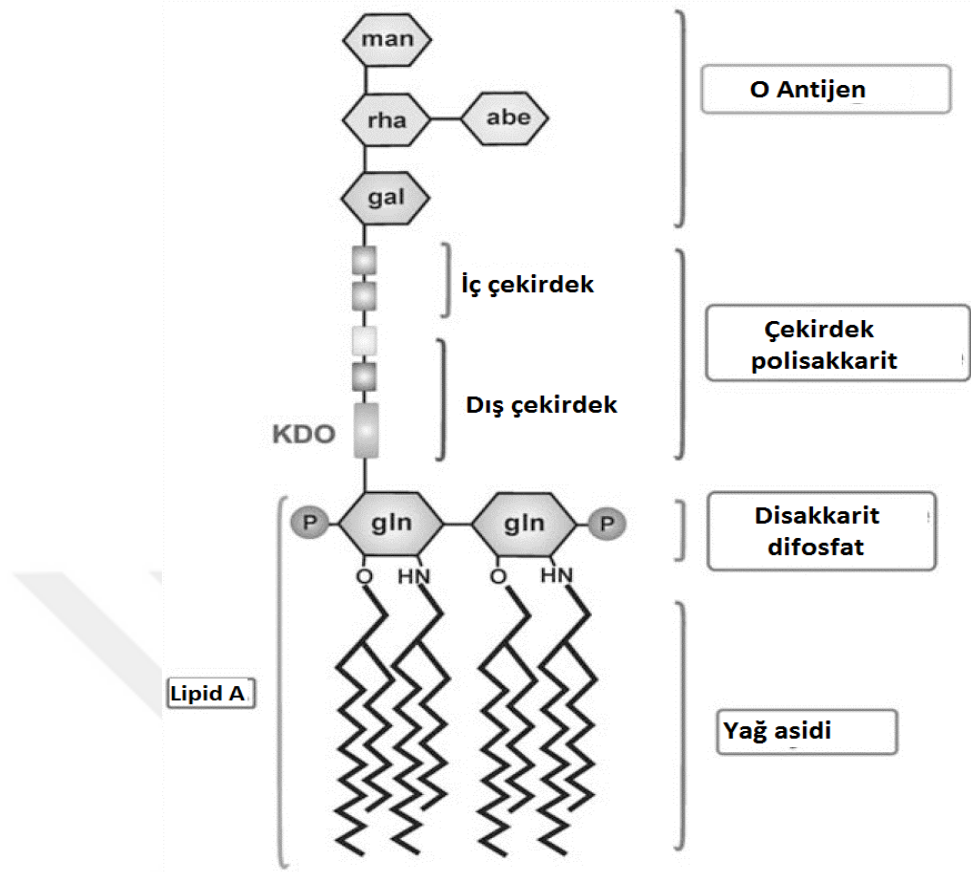 man
O Antijen
rha
abe
gal
İç çekirdek
Çekirdek
polisakkarit
Dış çekirdek
KDO
P
gln
gln
P
Disakkarit
difosfat
O
HN
O
HN
Lipid A
Yağ asidi